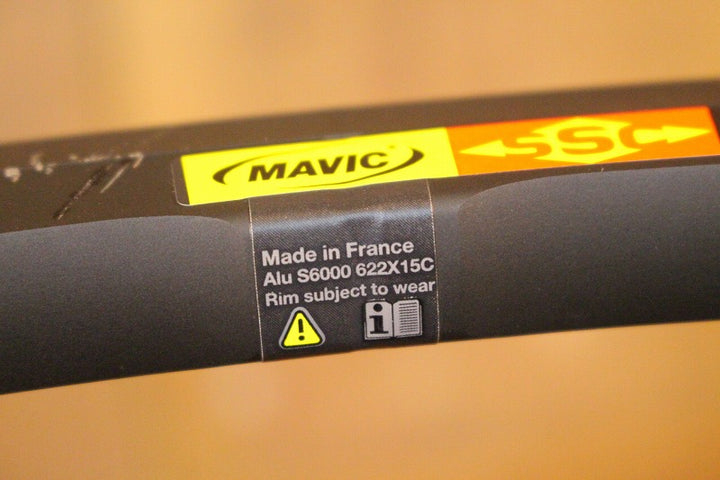 MAVIC
SSC
Made in France
Alu S6000 622X15C
Rim subject to wear